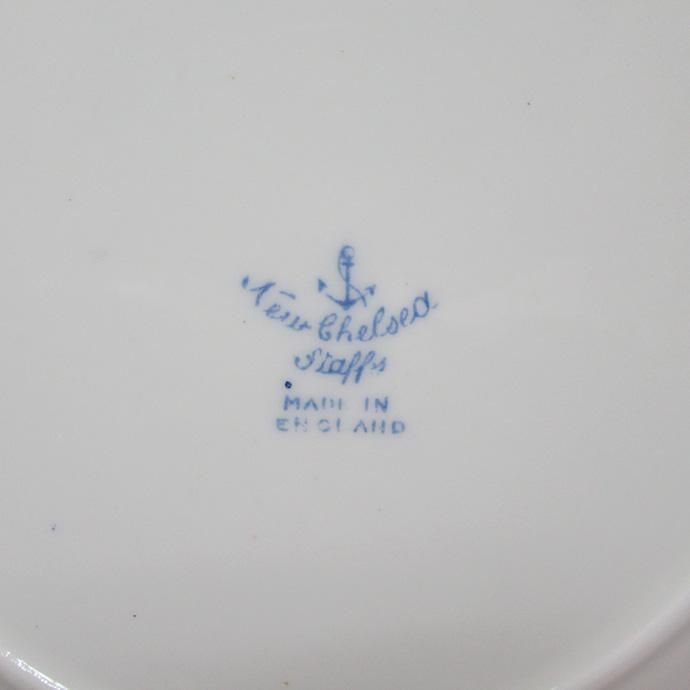 New Chelsea
Staffs
MADE IN
ENGLAND